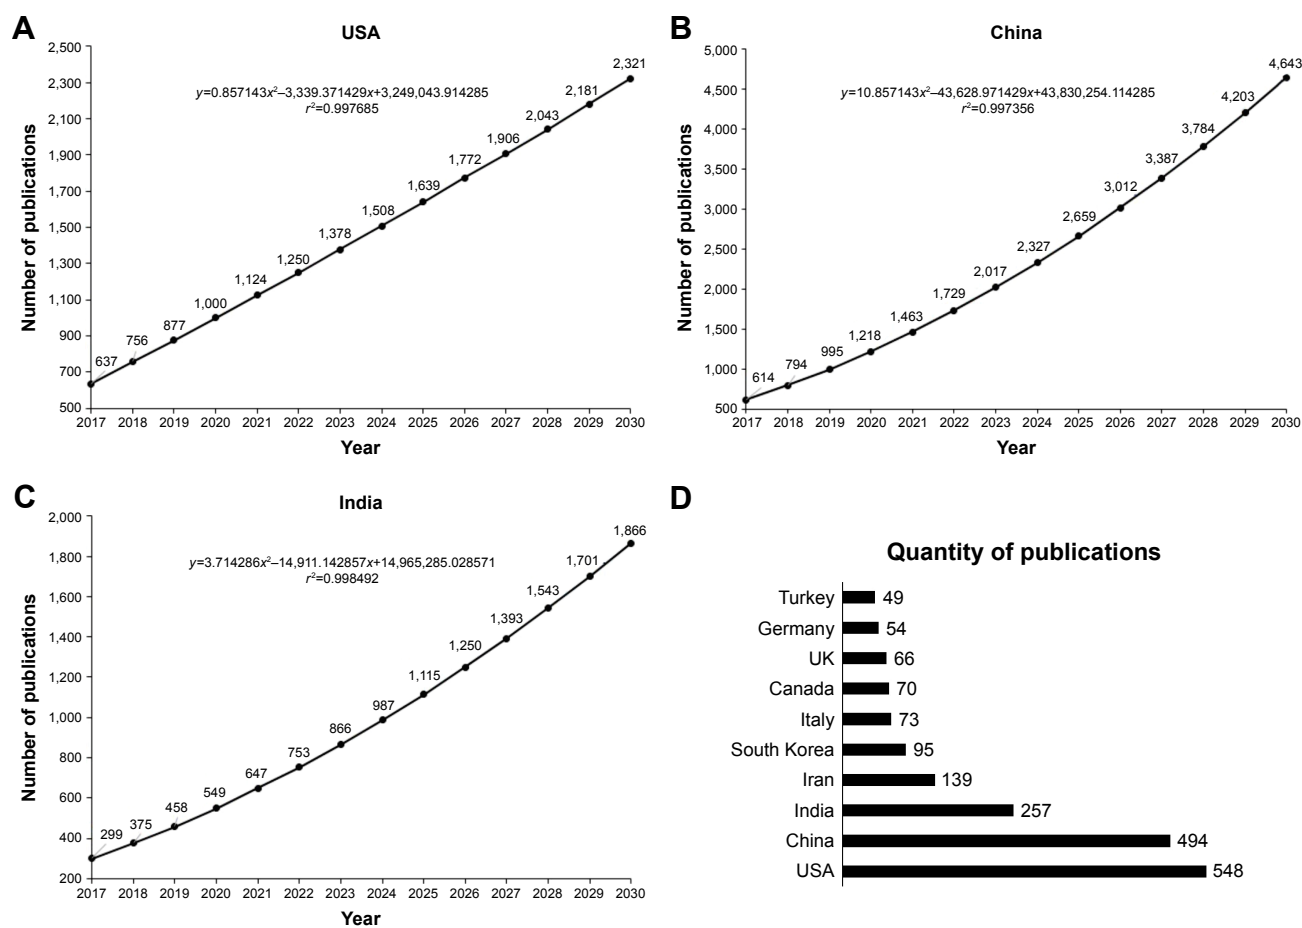 A
USA
y=0.857143x²–3,339.371429x+3,249,043.914285
r²=0.997685
Number of publications
2,500
2,300
2,100
1,900
1,700
1,500
1,300
1,100
900
700
500
637
756
877
1,000
1,124
1,250
1,378
1,508
1,639
1,772
1,906
2,043
2,181
2,321
2017 2018 2019 2020 2021 2022 2023 2024 2025 2026 2027 2028 2029 2030
Year
B
China
y=10.857143x²–43,628.971429x+43,830,254.114285
r²=0.997356
Number of publications
5,000
4,500
4,000
3,500
3,000
2,500
2,000
1,500
1,000
500
614
794
995
1,218
1,463
1,729
2,017
2,327
2,659
3,012
3,387
3,784
4,203
4,643
2017 2018 2019 2020 2021 2022 2023 2024 2025 2026 2027 2028 2029 2030
Year
C
India
y=3.714286x²–14,911.142857x+14,965,285.028571
r²=0.998492
Number of publications
2,000
1,800
1,600
1,400
1,200
1,000
800
600
400
200
299
375
458
549
647
753
866
987
1,115
1,250
1,393
1,543
1,701
1,866
2017 2018 2019 2020 2021 2022 2023 2024 2025 2026 2027 2028 2029 2030
Year
D
Quantity of publications
Turkey 49
Germany 54
UK 66
Canada 70
Italy 73
South Korea 95
Iran 139
India 257
China 494
USA 548